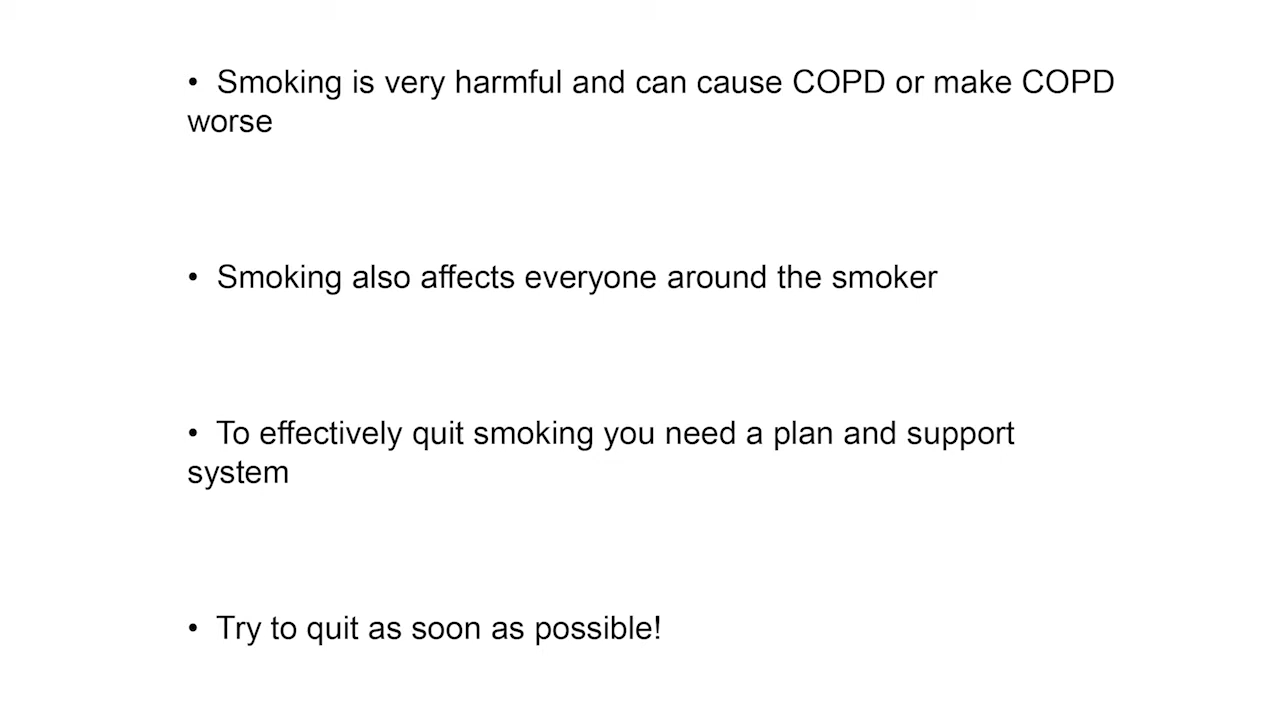 • Smoking is very harmful and can cause COPD or make COPD
worse
• Smoking also affects everyone around the smoker
• To effectively quit smoking you need a plan and support
system
• Try to quit as soon as possible!